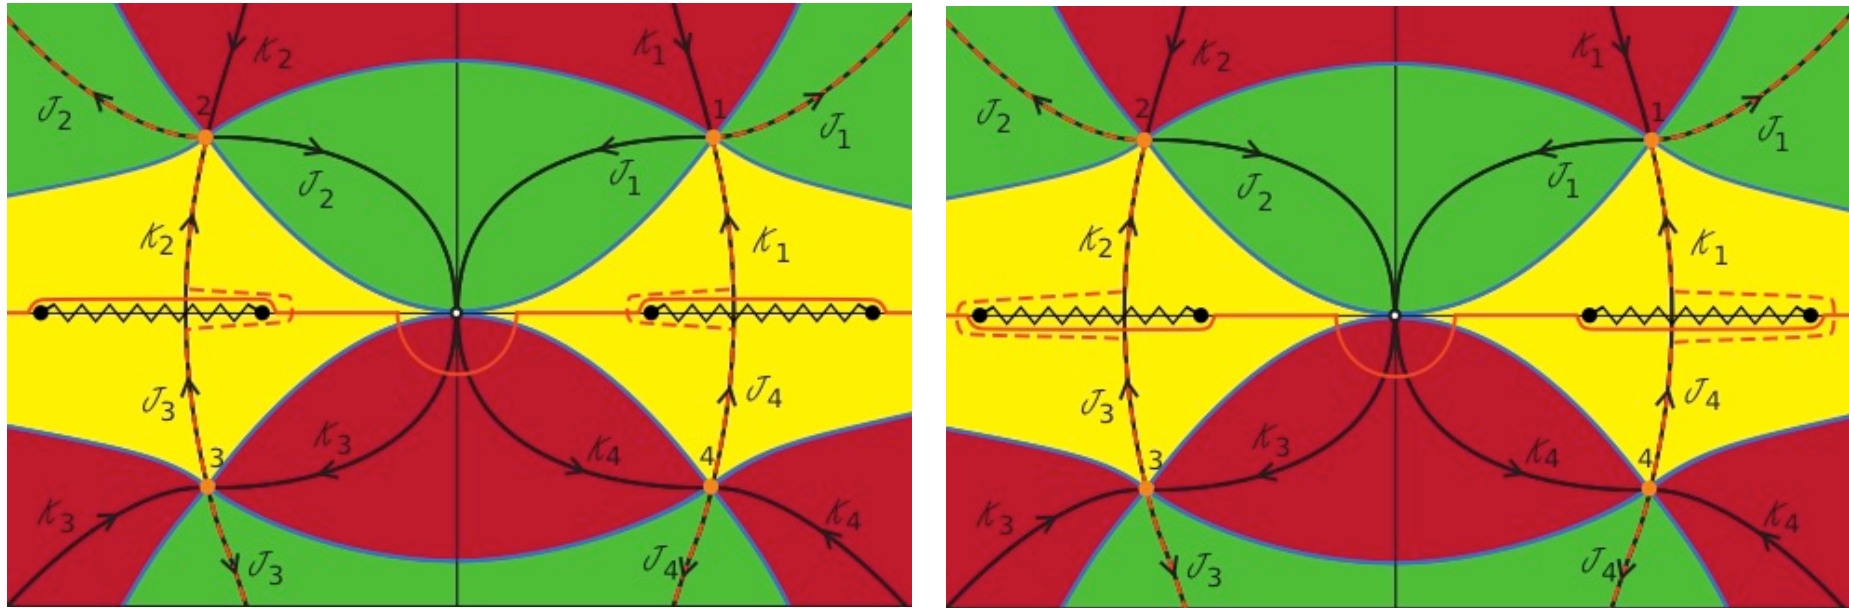 𝒦2 𝒦1
𝒥2 2 1 𝒥1
𝒥2 𝒥1
𝒦2 𝒦1
𝒥3 𝒥4
3 𝒦3 𝒦4 4
𝒦3 𝒦4
𝒥3 𝒥4
𝒦2 𝒦1
𝒥2 2 1 𝒥1
𝒥2 𝒥1
𝒦2 𝒦1
𝒥3 𝒥4
3 𝒦3 𝒦4 4
𝒦3 𝒦4
𝒥3 𝒥4